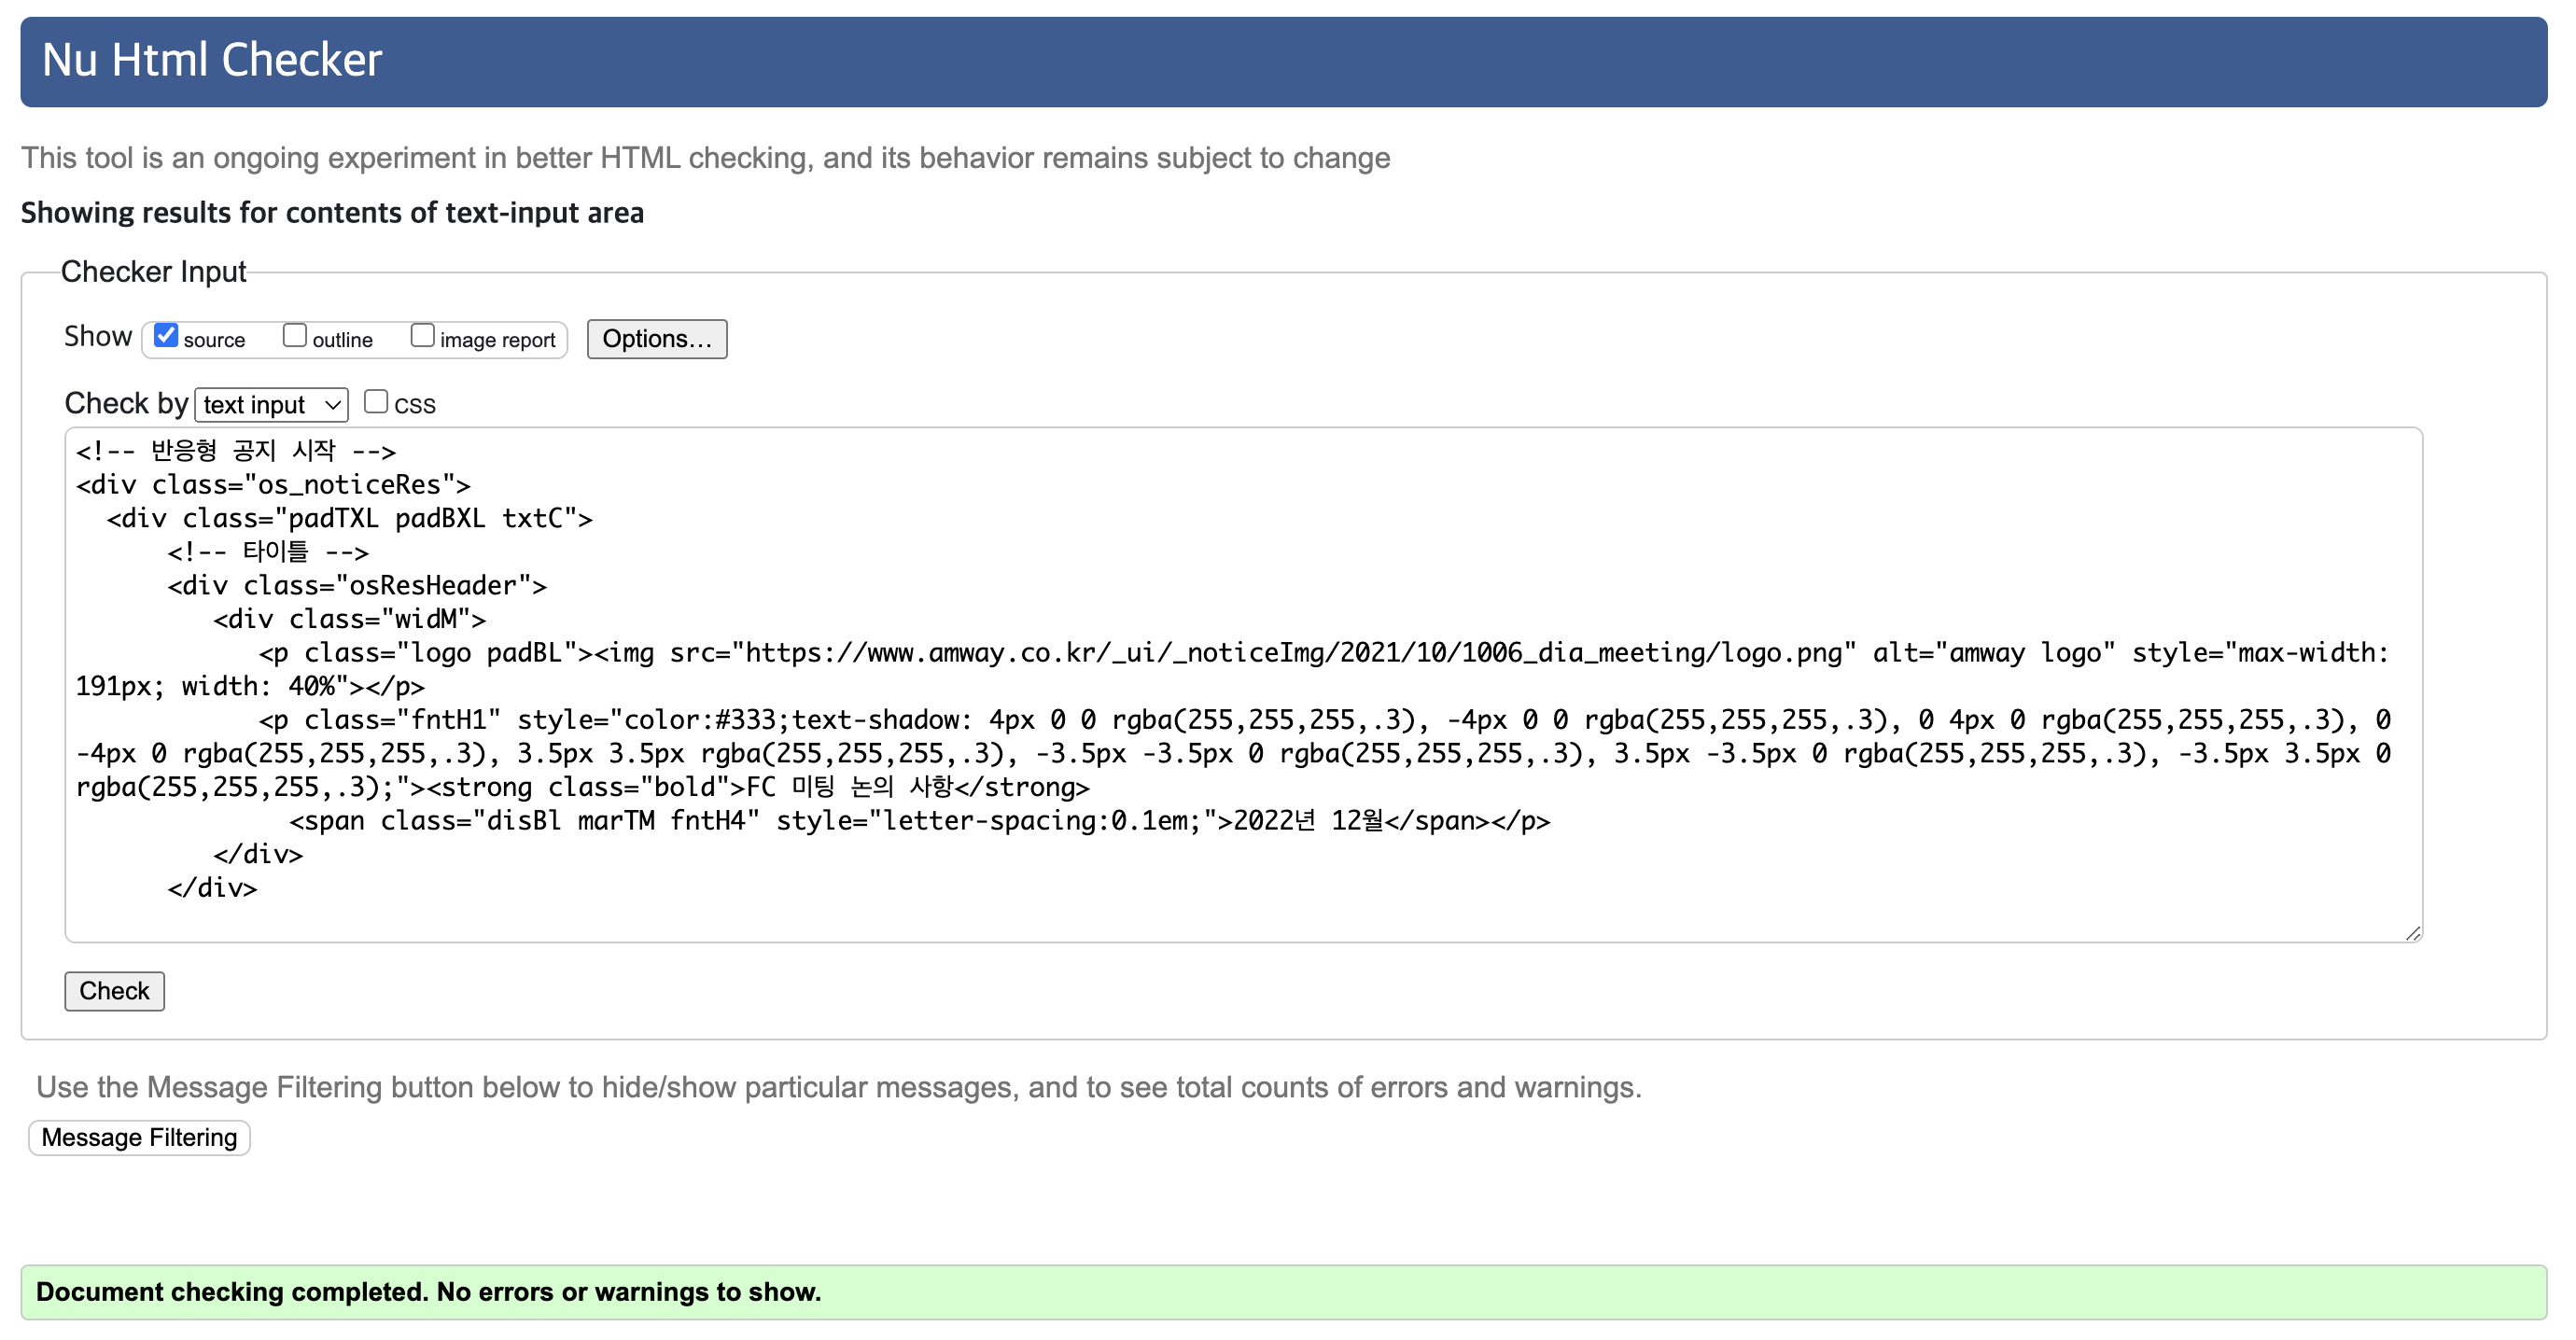 Nu Html Checker
This tool is an ongoing experiment in better HTML checking, and its behavior remains subject to change
Showing results for contents of text-input area
Checker Input
Show source outline image report Options...
Check by text input CSS
<!-- 반응형 공지 시작 -->
<div class="os_noticeRes">
  <div class="padTXL padBXL txtC">
      <!-- 타이틀 -->
      <div class="osResHeader">
         <div class="widM">
            <p class="logo padBL"><img src="https://www.amway.co.kr/_ui/_noticeImg/2021/10/1006_dia_meeting/logo.png" alt="amway logo" style="max-width:
191px; width: 40%"></p>
            <p class="fntH1" style="color:#333;text-shadow: 4px 0 0 rgba(255,255,255,.3), -4px 0 0 rgba(255,255,255,.3), 0 4px 0 rgba(255,255,255,.3), 0
-4px 0 rgba(255,255,255,.3), 3.5px 3.5px rgba(255,255,255,.3), -3.5px -3.5px 0 rgba(255,255,255,.3), 3.5px -3.5px 0 rgba(255,255,255,.3), -3.5px 3.5px 0
rgba(255,255,255,.3);"><strong class="bold">FC 미팅 논의 사항</strong>
              <span class="disBl marTM fntH4" style="letter-spacing:0.1em;">2022년 12월</span></p>
         </div>
      </div>
Check
Use the Message Filtering button below to hide/show particular messages, and to see total counts of errors and warnings.
Message Filtering
Document checking completed. No errors or warnings to show.